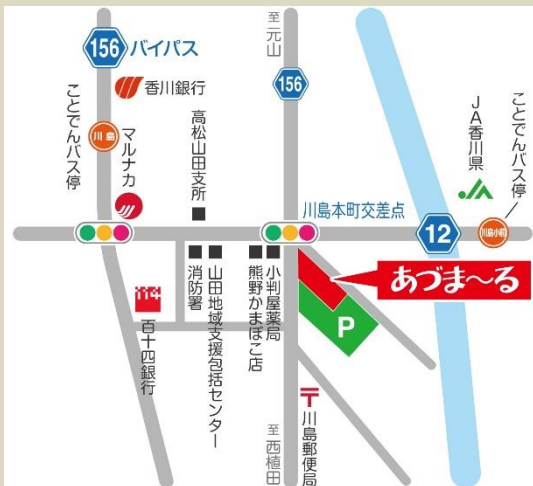 156
バイパス
香川銀行
川島
ことでんバス停
マルナカ
高松山田支所
至
元山
156
川島本町交差点
JA香川県
ことでんバス停
12
川島小前
あづま〜る
P
114
百十四銀行
消防署
山田地域支援包括センター
熊野かまぼこ店
小判屋薬局
川島郵便局
至
西植田